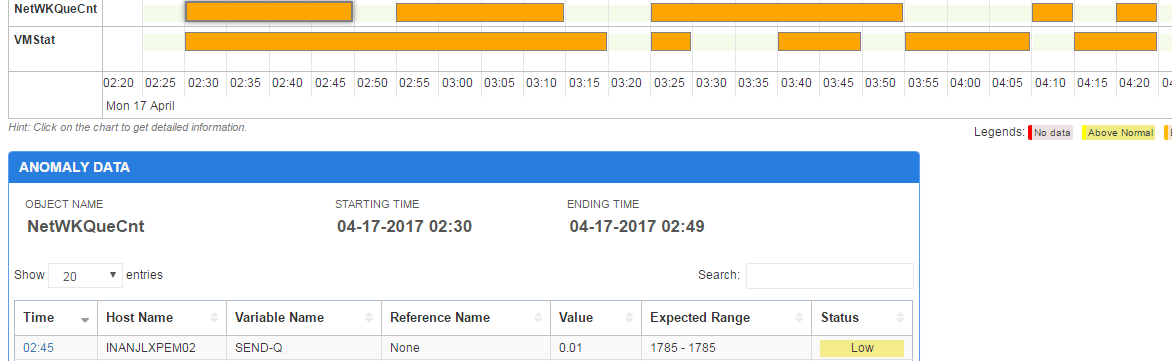 NetWKQueCnt
VMStat
02:20 02:25 02:30 02:35 02:40 02:45 02:50 02:55 03:00 03:05 03:10 03:15 03:20 03:25 03:30 03:35 03:40 03:45 03:50 03:55 04:00 04:05 04:10 04:15 04:20
Mon 17 April
Hint: Click on the chart to get detailed information.
Legends: No data Above Normal
ANOMALY DATA
OBJECT NAME STARTING TIME ENDING TIME
NetWKQueCnt 04-17-2017 02:30 04-17-2017 02:49
Show 20 entries Search:
Time Host Name Variable Name Reference Name Value Expected Range Status
02:45 INANJLXPEM02 SEND-Q None 0.01 1785 - 1785 Low